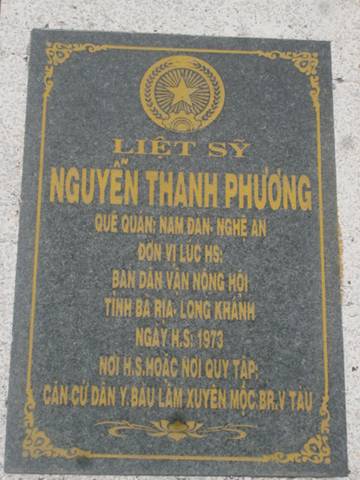 LIỆT SỸ
NGUYỄN THANH PHƯƠNG
QUÊ QUÁN: NAM ĐÀN- NGHỆ AN
ĐƠN VỊ LÚC HS:
BAN DÂN VẬN NÔNG HỘI
TỈNH BÀ RỊA- LONG KHÁNH
NGÀY H.S: 1973
NƠI H.S.HOẶC NƠI QUY TẬP:
CĂN CỨ DÂN Y.BÀU LÂM XUYÊN MỘC.BR.V TÀU